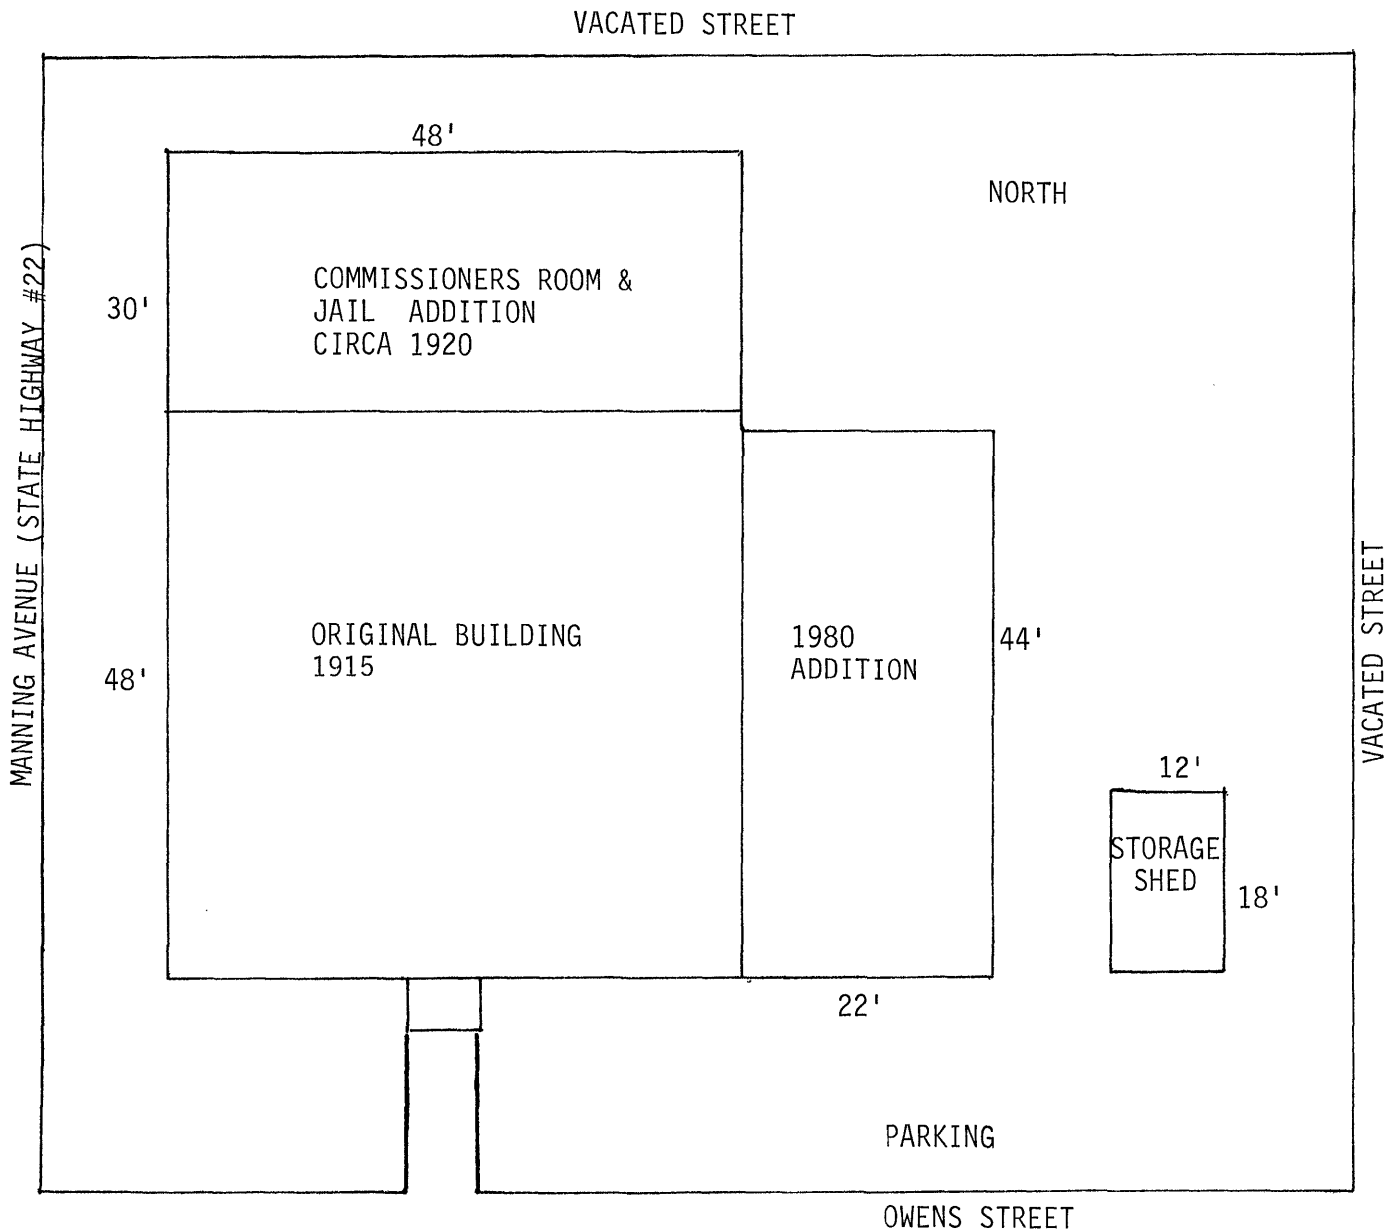 VACATED STREET
48'
NORTH
MANNING AVENUE (STATE HIGHWAY #22)
30'
COMMISSIONERS ROOM &
JAIL ADDITION
CIRCA 1920
ORIGINAL BUILDING
1915
48'
1980
ADDITION
44'
VACATED STREET
12'
STORAGE
SHED
18'
22'
PARKING
OWENS STREET